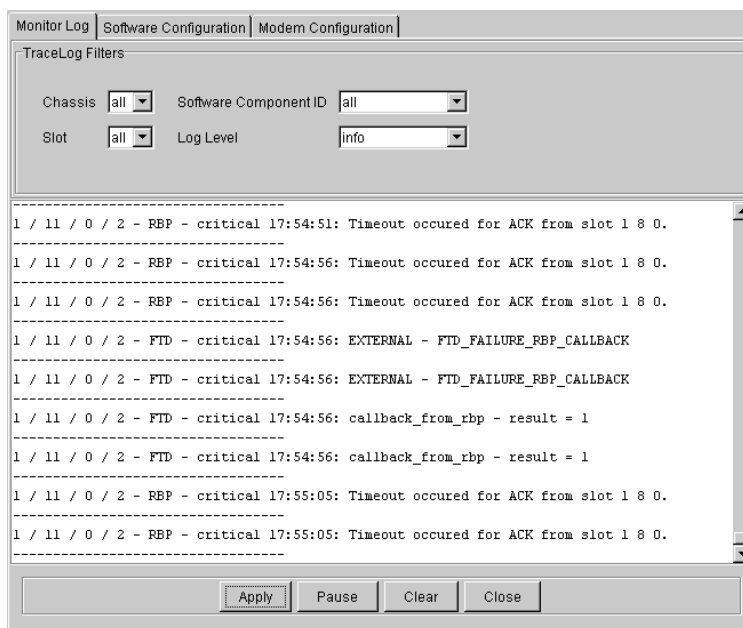 Monitor Log Software Configuration Modem Configuration
TraceLog Filters
Chassis all Software Component ID all
Slot all Log Level info
----------------------------------
1 / 11 / 0 / 2 - RBP - critical 17:54:51: Timeout occured for ACK from slot 1 8 0.
----------------------------------
1 / 11 / 0 / 2 - RBP - critical 17:54:56: Timeout occured for ACK from slot 1 8 0.
----------------------------------
1 / 11 / 0 / 2 - RBP - critical 17:54:56: Timeout occured for ACK from slot 1 8 0.
----------------------------------
1 / 11 / 0 / 2 - FTD - critical 17:54:56: EXTERNAL - FTD_FAILURE_RBP_CALLBACK
----------------------------------
1 / 11 / 0 / 2 - FTD - critical 17:54:56: EXTERNAL - FTD_FAILURE_RBP_CALLBACK
----------------------------------
1 / 11 / 0 / 2 - FTD - critical 17:54:56: callback_from_rbp - result = 1
----------------------------------
1 / 11 / 0 / 2 - FTD - critical 17:54:56: callback_from_rbp - result = 1
----------------------------------
1 / 11 / 0 / 2 - RBP - critical 17:55:05: Timeout occured for ACK from slot 1 8 0.
----------------------------------
1 / 11 / 0 / 2 - RBP - critical 17:55:05: Timeout occured for ACK from slot 1 8 0.
----------------------------------
Apply Pause Clear Close